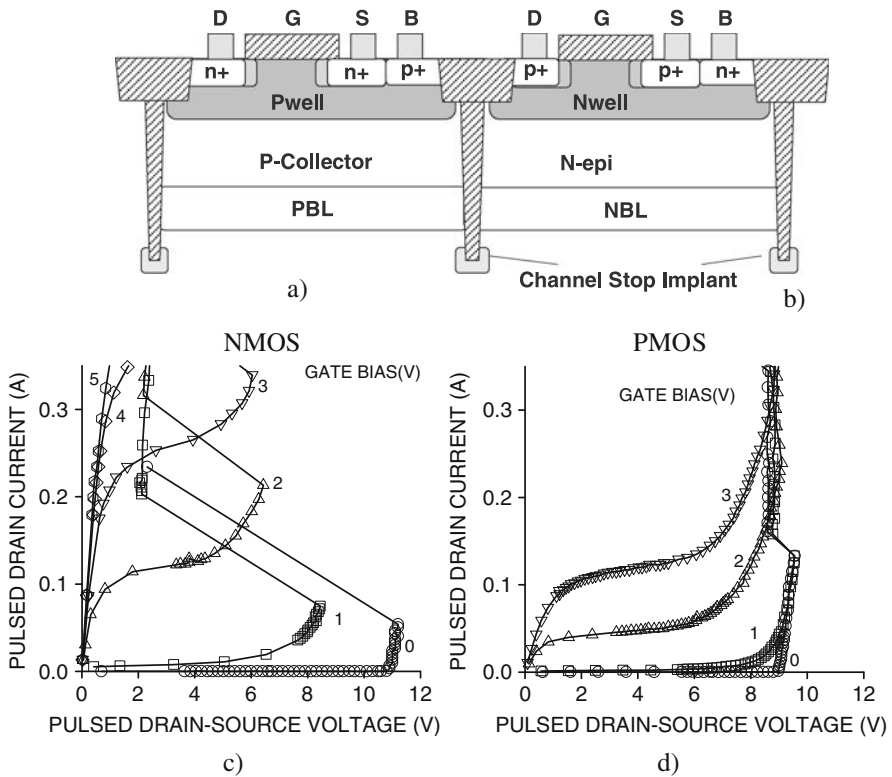 D G S B D G S B
n+ n+ p+ p+ p+ n+
Pwell Nwell
P-Collector N-epi
PBL NBL
Channel Stop Implant
a) b)
NMOS
GATE BIAS(V)
5
4
3
2
1
0
PULSED DRAIN CURRENT (A)
0.3
0.2
0.1
0.0
0 2 4 6 8 10 12
PULSED DRAIN-SOURCE VOLTAGE (V)
c)
PMOS
GATE BIAS(V)
3
2
1
0
PULSED DRAIN CURRENT (A)
0.3
0.2
0.1
0.0
0 2 4 6 8 10 12
PULSED DRAIN-SOURCE VOLTAGE (V)
d)